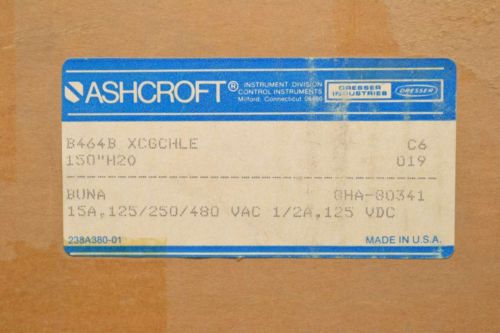 ASHCROFT®
INSTRUMENT DIVISION
CONTROL INSTRUMENTS
Milford, Connecticut 06460
DRESSER
INDUSTRIES
DRESSER
B464B XCGCHLE C6
150"H20 019
BUNA GHA-G0341
15A,125/250/480 VAC 1/2A,125 VDC
238A380-01
MADE IN U.S.A.